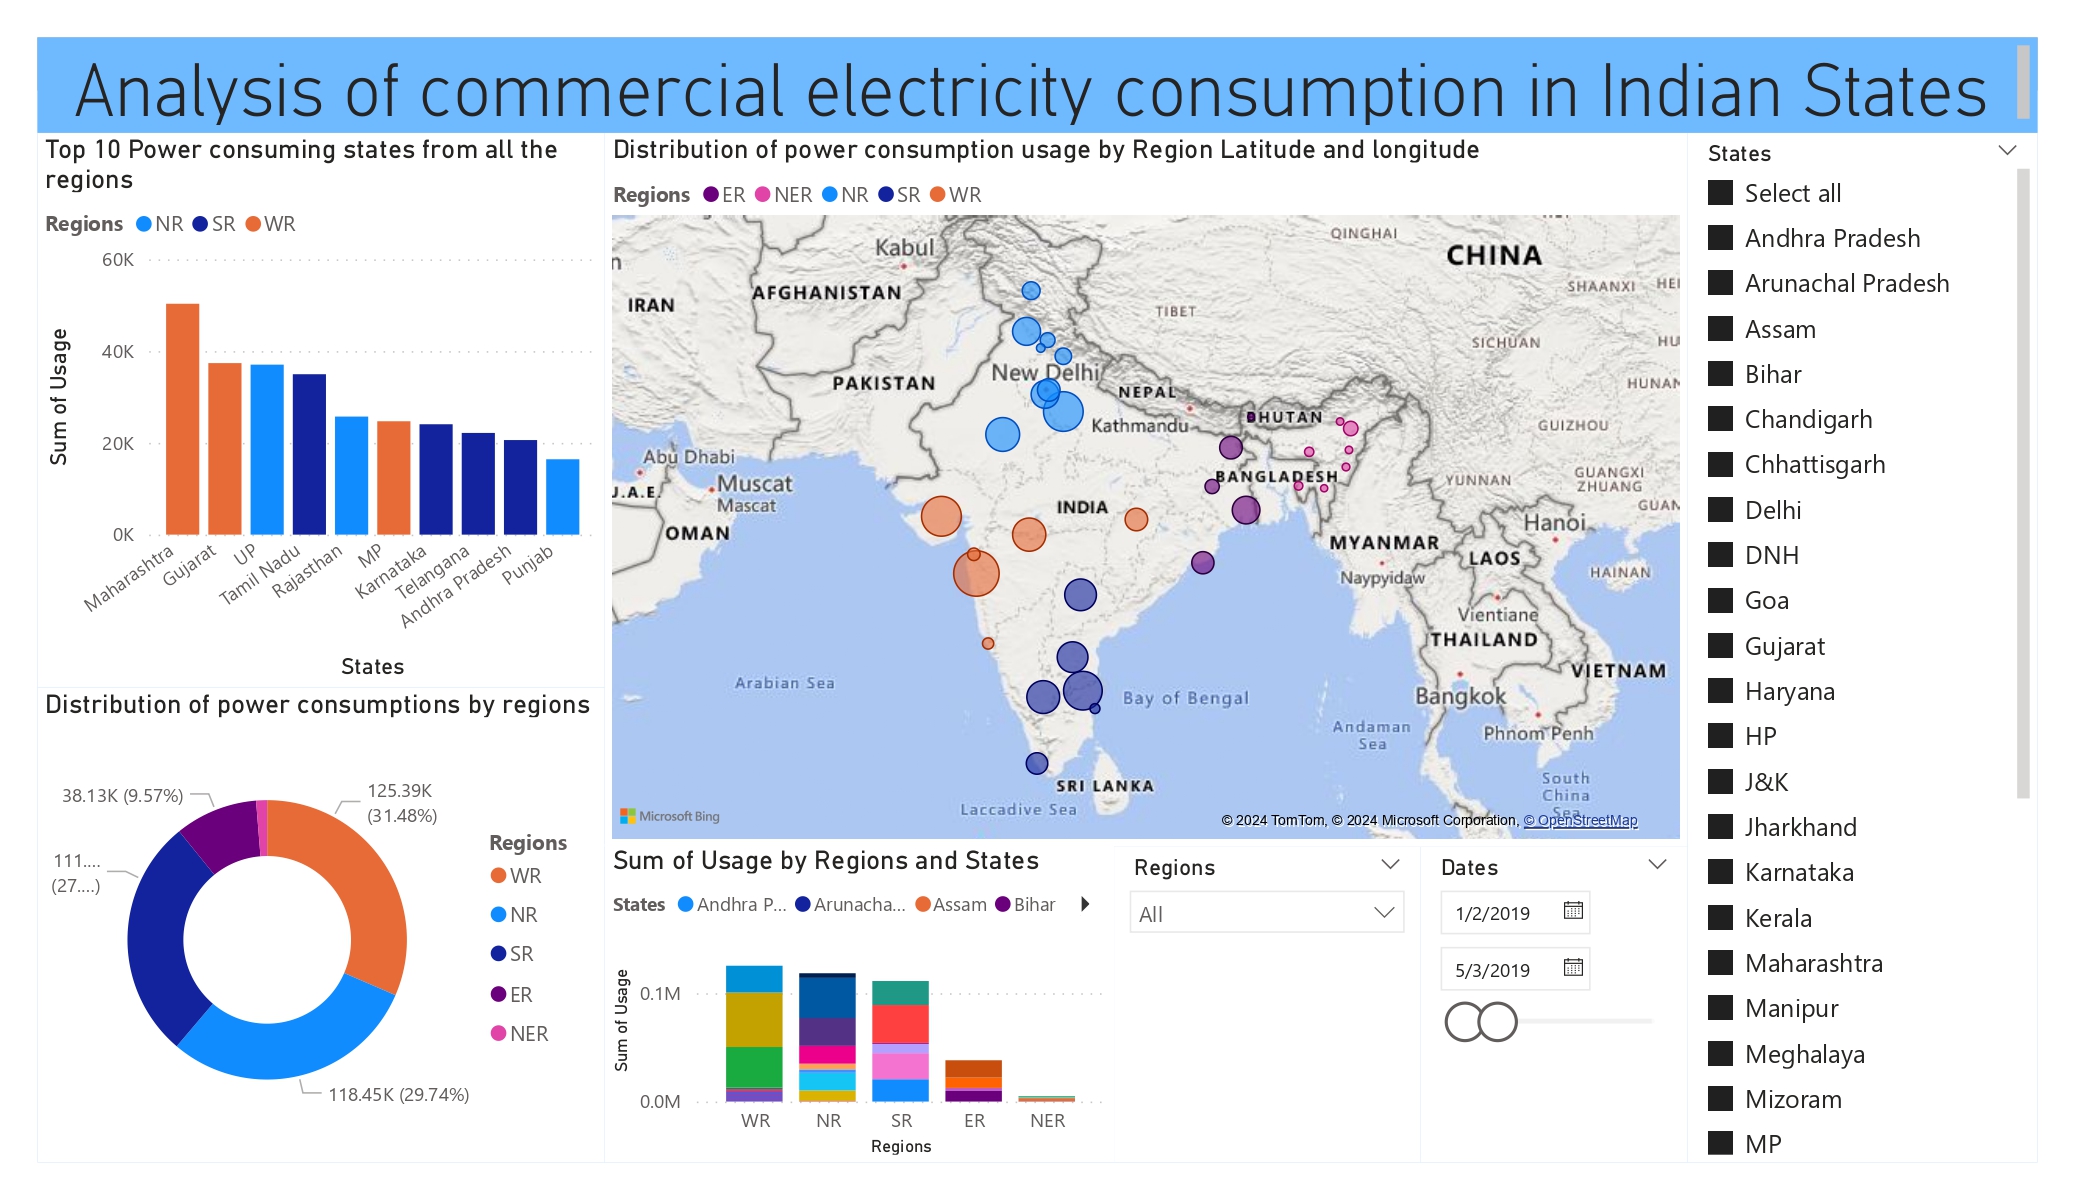 Analysis of commercial electricity consumption in Indian States
Top 10 Power consuming states from all the
regions
Regions NR SR WR
60K
40K
20K
0K
Sum of Usage
Maharashtra
Gujarat
UP
Tamil Nadu
Rajasthan
MP
Karnataka
Telangana
Andhra Pradesh
Punjab
States
Distribution of power consumptions by regions
38.13K (9.57%)
125.39K
(31.48%)
111....
(27....)
118.45K (29.74%)
Regions
WR
NR
SR
ER
NER
Distribution of power consumption usage by Region Latitude and longitude
Regions ER NER NR SR WR
QINGHAI
Kabul
CHINA
AFGHANISTAN
IRAN
SHAANXI
HEI
TIBET
SICHUAN
HU
New Delhi
PAKISTAN
NEPAL
HUNAN
BHUTAN
Kathmandu
GUIZHOU
Abu Dhabi
BANGLADESH
GUANGXI
ZHUANG
YUNNAN
U.A.E.
Muscat
Mascat
INDIA
GUAN
Hanoi
OMAN
MYANMAR
LAOS
Naypyidaw
HAINAN
Vientiane
THAILAND
VIETNAM
Arabian Sea
Bay of Bengal
Bangkok
Andaman
Sea
Phnom Penh
SRI LANKA
South
China
Sea
Laccadive Sea
Microsoft Bing
© 2024 TomTom, © 2024 Microsoft Corporation, © OpenStreetMap
Sum of Usage by Regions and States
States Andhra P... Arunacha... Assam Bihar
Sum of Usage
0.1M
0.0M
WR NR SR ER NER
Regions
Regions
All
Dates
1/2/2019
5/3/2019
States
Select all
Andhra Pradesh
Arunachal Pradesh
Assam
Bihar
Chandigarh
Chhattisgarh
Delhi
DNH
Goa
Gujarat
Haryana
HP
J&K
Jharkhand
Karnataka
Kerala
Maharashtra
Manipur
Meghalaya
Mizoram
MP